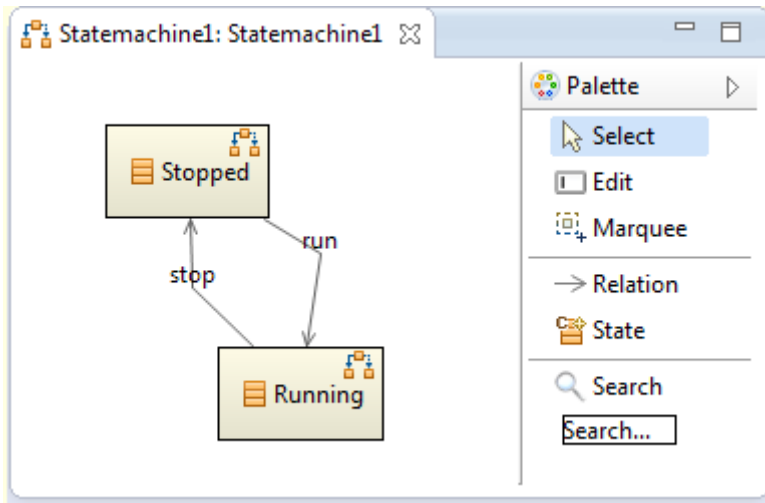 Statemachine1: Statemachine1
Stopped
run
stop
Running
Palette
Select
Edit
Marquee
Relation
State
Search
Search...